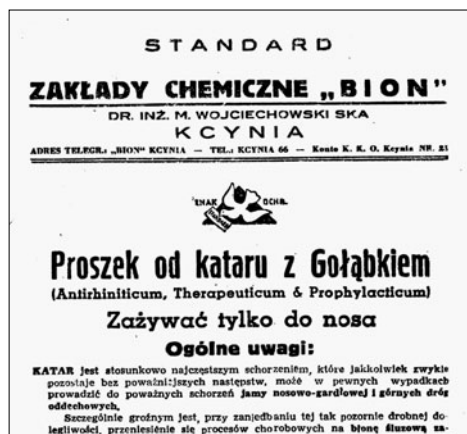 STANDARD
ZAKŁADY CHEMICZNE „BION"
DR. INŻ. M. WOJCIECHOWSKI SKA
KCYNIA
ADRES TELEGR.: „BION" KCYNIA — TEL.: KCYNIA 66 — Konto K. K. O. Kcynia NR. 23
ZNAK OCHR.
Proszek od kataru z Gołąbkiem
(Antirhiniticum, Therapeuticum & Prophylacticum)
Zażywać tylko do nosa
Ogólne uwagi:
KATAR jest stosunkowo najczęstszym schorzeniem, które jakkolwiek zwykle
pozostaje bez poważniejszych następstw, może w pewnych wypadkach
prowadzić do poważnych schorzeń jamy nosowo-gardłowej i górnych dróg
oddechowych.
Szczególnie groźnym jest, przy zaniedbaniu tej tak pozornie drobnej do-
legliwości, przeniesienie się procesów chorobowych na błonę śluzową za-